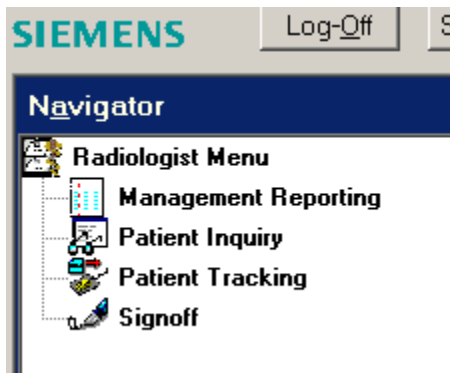 SIEMENS
Log-Off
Navigator
Radiologist Menu
Management Reporting
Patient Inquiry
Patient Tracking
Signoff